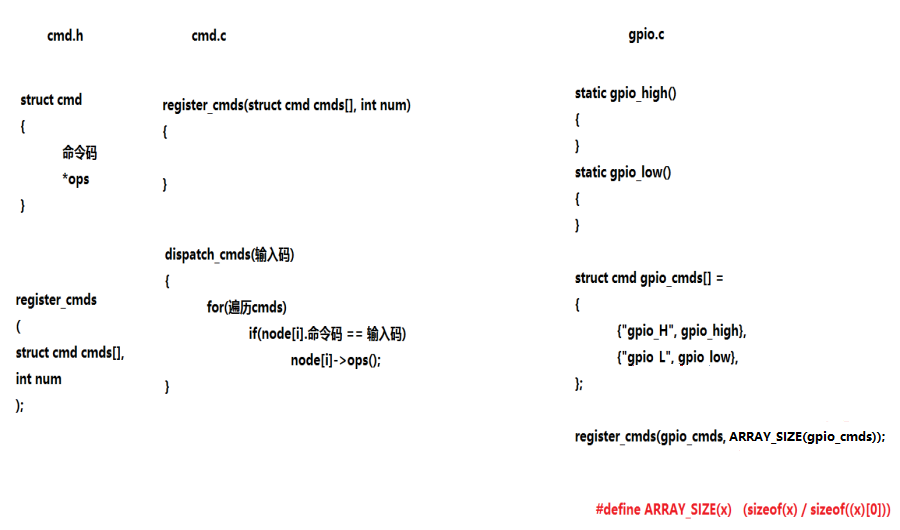 cmd.h
struct cmd
{
命令码
*ops
}
register_cmds
(
struct cmd cmds[],
int num
);
cmd.c
register_cmds(struct cmd cmds[], int num)
{
}
dispatch_cmds(输入码)
{
for(遍历cmds)
if(node[i].命令码 == 输入码)
node[i]->ops();
}
gpio.c
static gpio_high()
{
}
static gpio_low()
{
}
struct cmd gpio_cmds[] =
{
{"gpio_H", gpio_high},
{"gpio_L", gpio_low},
};
register_cmds(gpio_cmds, ARRAY_SIZE(gpio_cmds));
#define ARRAY_SIZE(x) (sizeof(x) / sizeof((x)[0]))